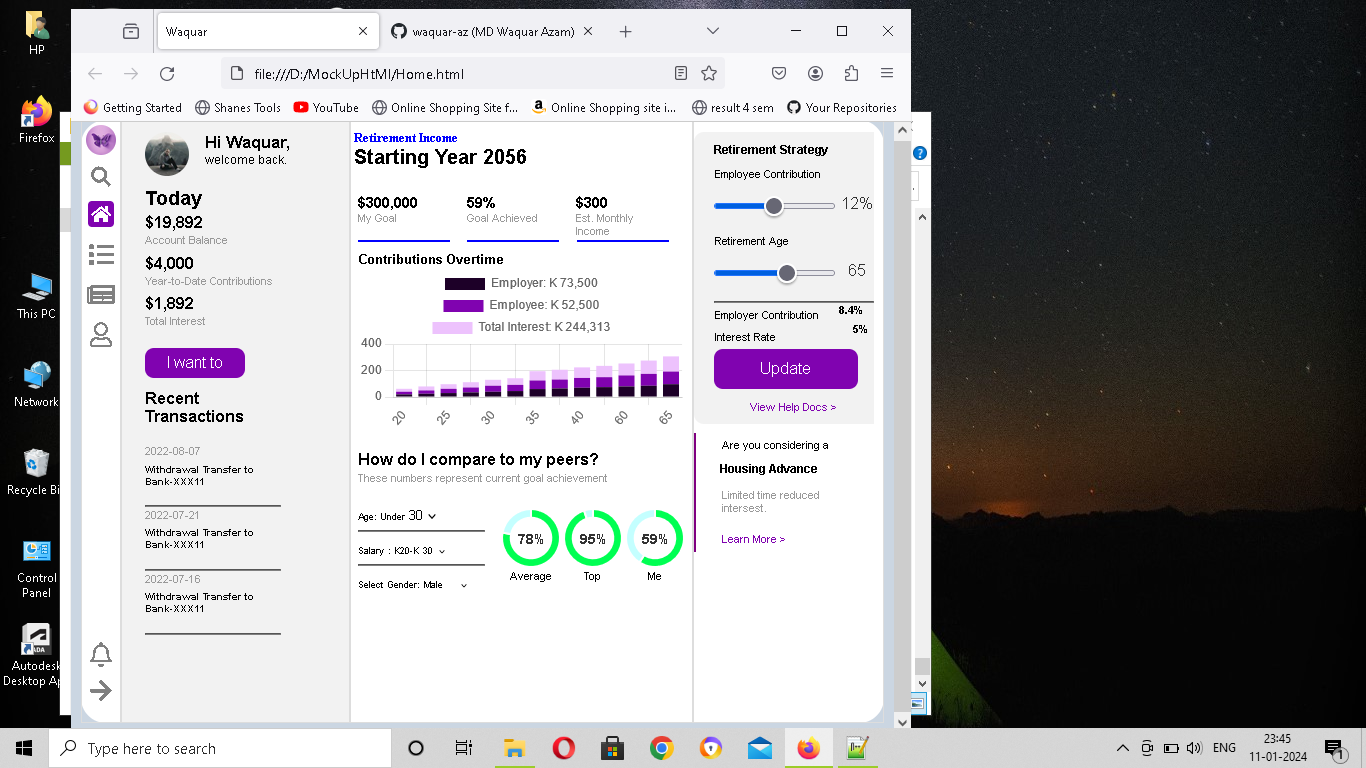 HP
Firefox
This PC
Network
Recycle Bi
Control
Panel
Autodesk
Desktop Ap
Waquar
waquar-az (MD Waquar Azam)
file:///D:/MockUpHtMl/Home.html
Getting Started
Shanes Tools
YouTube
Online Shopping Site f...
Online Shopping site i...
result 4 sem
Your Repositories
Hi Waquar,
welcome back.
Today
$19,892
Account Balance
$4,000
Year-to-Date Contributions
$1,892
Total Interest
I want to
Recent
Transactions
2022-08-07
Withdrawal Transfer to
Bank-XXX11
2022-07-21
Withdrawal Transfer to
Bank-XXX11
2022-07-16
Withdrawal Transfer to
Bank-XXX11
Retirement Income
Starting Year 2056
$300,000
My Goal
59%
Goal Achieved
$300
Est. Monthly
Income
Contributions Overtime
Employer: K 73,500
Employee: K 52,500
Total Interest: K 244,313
400
200
0
20 25 30 35 40 60 65
How do I compare to my peers?
These numbers represent current goal achievement
Age: Under 30
Salary : K20-K 30
Select Gender: Male
78%
Average
95%
Top
59%
Me
Retirement Strategy
Employee Contribution
12%
Retirement Age
65
Employer Contribution 8.4%
Interest Rate 5%
Update
View Help Docs >
Are you considering a
Housing Advance
Limited time reduced
intersest.
Learn More >
Type here to search
ENG
23:45
11-01-2024
1